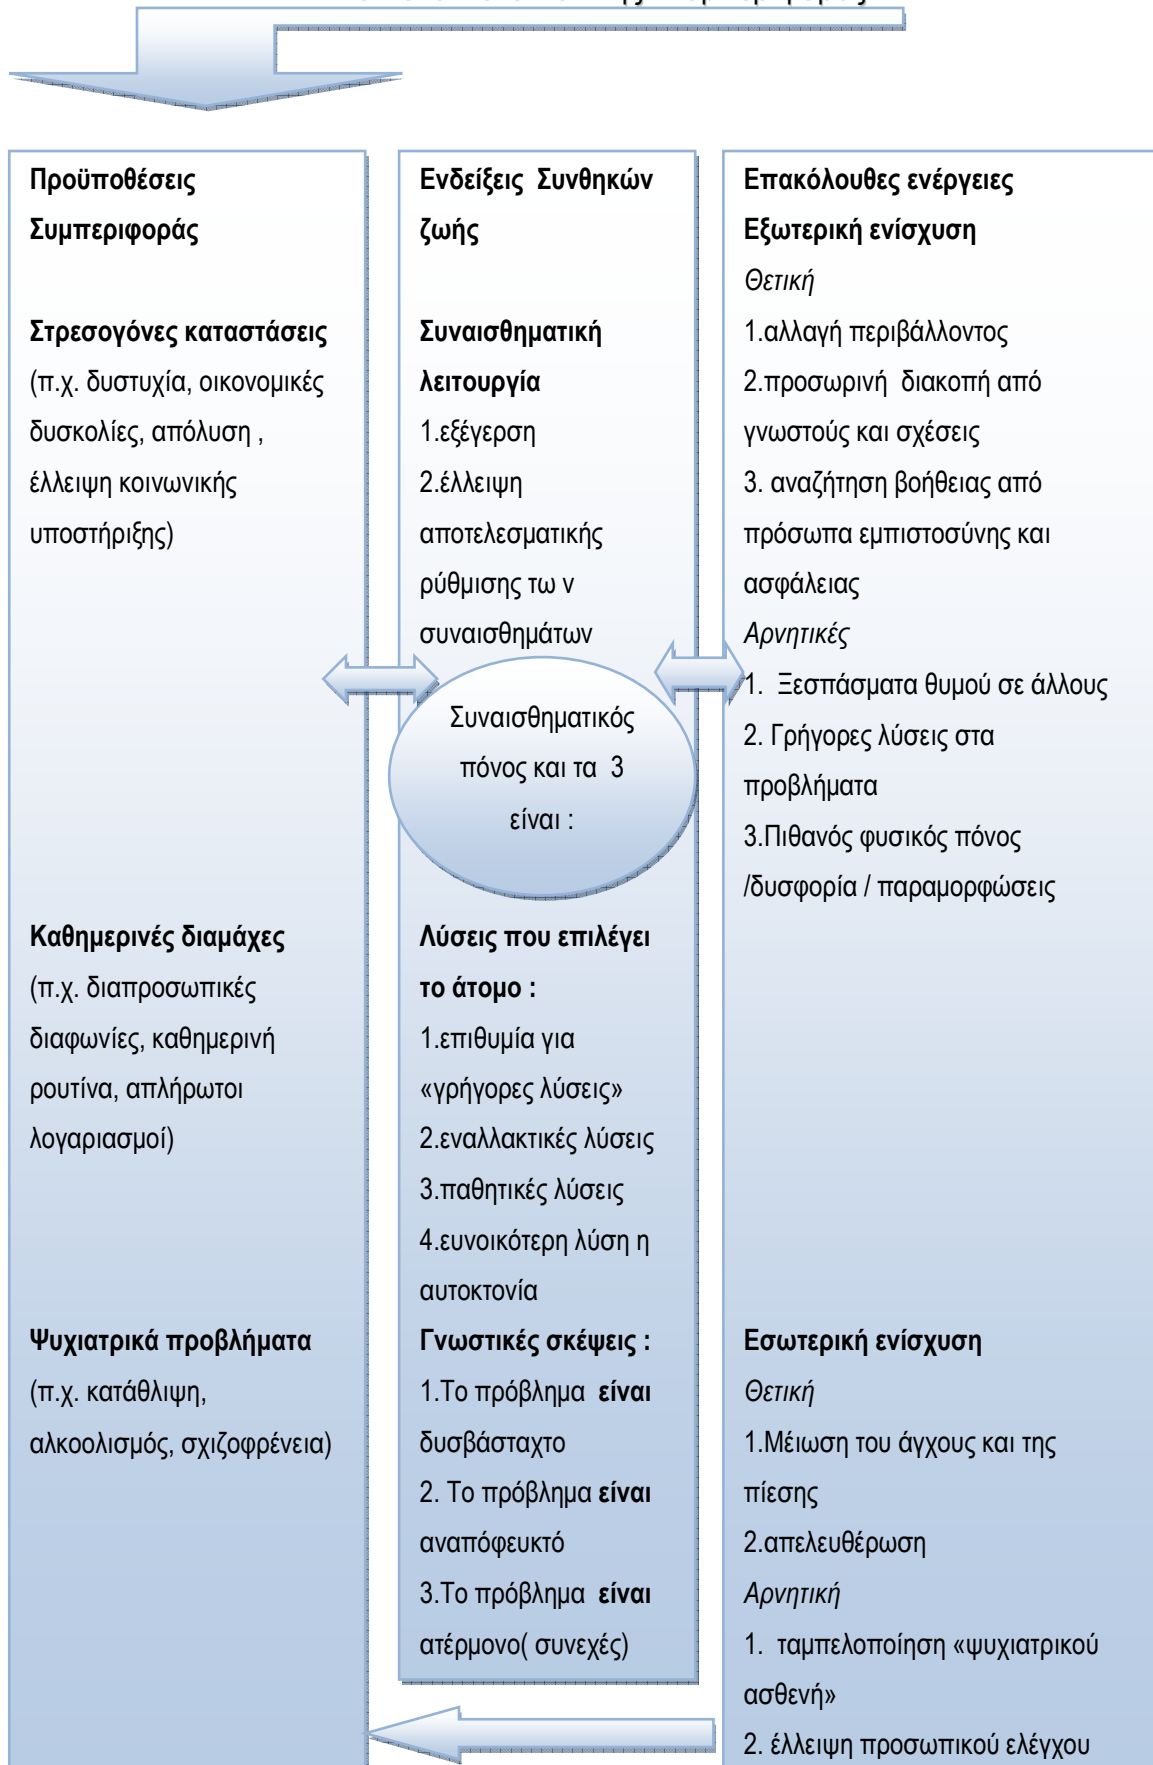 Προϋποθέσεις
Συμπεριφοράς
Στρεσογόνες καταστάσεις
(π.χ. δυστυχία, οικονομικές
δυσκολίες, απόλυση ,
έλλειψη κοινωνικής
υποστήριξης)
Καθημερινές διαμάχες
(π.χ. διαπροσωπικές
διαφωνίες, καθημερινή
ρουτίνα, απλήρωτοι
λογαριασμοί)
Ψυχιατρικά προβλήματα
(π.χ. κατάθλιψη,
αλκοολισμός, σχιζοφρένεια)
Ενδείξεις Συνθηκών
ζωής
Συναισθηματική
λειτουργία
1.εξέγερση
2.έλλειψη
αποτελεσματικής
ρύθμισης τω ν
συναισθημάτων
Συναισθηματικός
πόνος και τα 3
είναι :
Λύσεις που επιλέγει
το άτομο :
1.επιθυμία για
«γρήγορες λύσεις»
2.εναλλακτικές λύσεις
3.παθητικές λύσεις
4.ευνοικότερη λύση η
αυτοκτονία
Γνωστικές σκέψεις :
1.Το πρόβλημα είναι
δυσβάσταχτο
2. Το πρόβλημα είναι
αναπόφευκτό
3.Το πρόβλημα είναι
ατέρμονο( συνεχές)
Επακόλουθες ενέργειες
Εξωτερική ενίσχυση
Θετική
1.αλλαγή περιβάλλοντος
2.προσωρινή διακοπή από
γνωστούς και σχέσεις
3. αναζήτηση βοήθειας από
πρόσωπα εμπιστοσύνης και
ασφάλειας
Αρνητικές
1. Ξεσπάσματα θυμού σε άλλους
2. Γρήγορες λύσεις στα
προβλήματα
3.Πιθανός φυσικός πόνος
/δυσφορία / παραμορφώσεις
Εσωτερική ενίσχυση
Θετική
1.Μέιωση του άγχους και της
πίεσης
2.απελευθέρωση
Αρνητική
1. ταμπελοποίηση «ψυχιατρικού
ασθενή»
2. έλλειψη προσωπικού ελέγχου